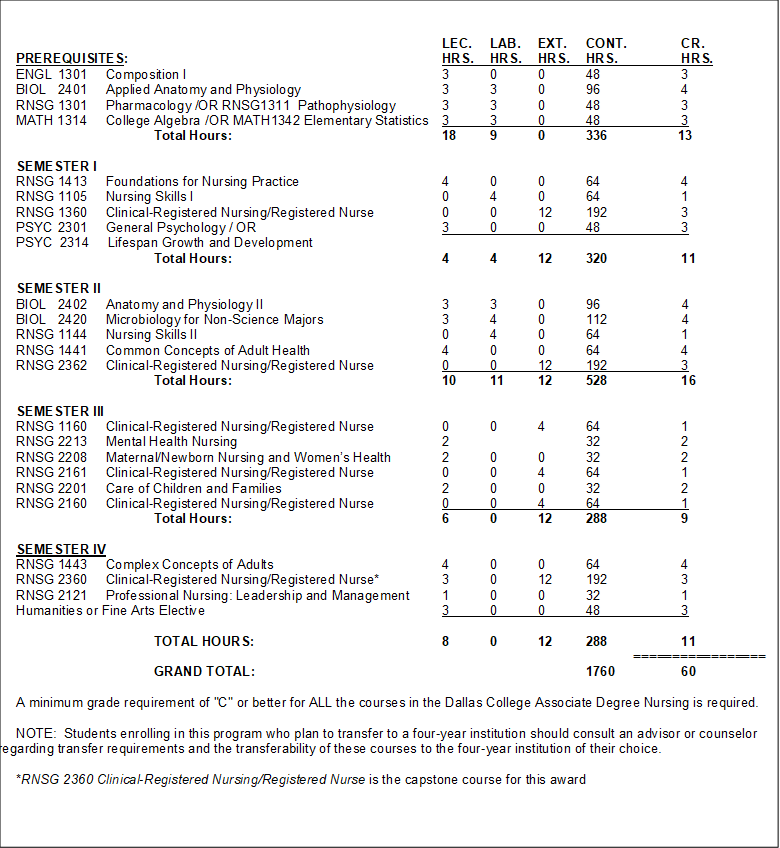 LEC. LAB. EXT. CONT. CR.
PREREQUISITES: HRS. HRS. HRS. HRS. HRS.
ENGL 1301 Composition I 3 0 0 48 3
BIOL 2401 Applied Anatomy and Physiology 3 3 0 96 4
RNSG 1301 Pharmacology /OR RNSG1311 Pathophysiology 3 3 0 48 3
MATH 1314 College Algebra /OR MATH1342 Elementary Statistics 3 3 0 48 3
Total Hours: 18 9 0 336 13
SEMESTER I
RNSG 1413 Foundations for Nursing Practice 4 0 0 64 4
RNSG 1105 Nursing Skills I 0 4 0 64 1
RNSG 1360 Clinical-Registered Nursing/Registered Nurse 0 0 12 192 3
PSYC 2301 General Psychology / OR 3 0 0 48 3
PSYC 2314 Lifespan Growth and Development
Total Hours: 4 4 12 320 11
SEMESTER II
BIOL 2402 Anatomy and Physiology II 3 3 0 96 4
BIOL 2420 Microbiology for Non-Science Majors 3 4 0 112 4
RNSG 1144 Nursing Skills II 0 4 0 64 1
RNSG 1441 Common Concepts of Adult Health 4 0 0 64 4
RNSG 2362 Clinical-Registered Nursing/Registered Nurse 0 0 12 192 3
Total Hours: 10 11 12 528 16
SEMESTER III
RNSG 1160 Clinical-Registered Nursing/Registered Nurse 0 0 4 64 1
RNSG 2213 Mental Health Nursing 2 32 2
RNSG 2208 Maternal/Newborn Nursing and Women's Health 2 0 0 32 2
RNSG 2161 Clinical-Registered Nursing/Registered Nurse 0 0 4 64 1
RNSG 2201 Care of Children and Families 2 0 0 32 2
RNSG 2160 Clinical-Registered Nursing/Registered Nurse 0 0 4 64 1
Total Hours: 6 0 12 288 9
SEMESTER IV
RNSG 1443 Complex Concepts of Adults 4 0 0 64 4
RNSG 2360 Clinical-Registered Nursing/Registered Nurse* 3 0 12 192 3
RNSG 2121 Professional Nursing: Leadership and Management 1 0 0 32 1
Humanities or Fine Arts Elective 3 0 0 48 3
TOTAL HOURS: 8 0 12 288 11
=================
GRAND TOTAL: 1760 60
A minimum grade requirement of "C" or better for ALL the courses in the Dallas College Associate Degree Nursing is required.
NOTE: Students enrolling in this program who plan to transfer to a four-year institution should consult an advisor or counselor
regarding transfer requirements and the transferability of these courses to the four-year institution of their choice.
*RNSG 2360 Clinical-Registered Nursing/Registered Nurse is the capstone course for this award